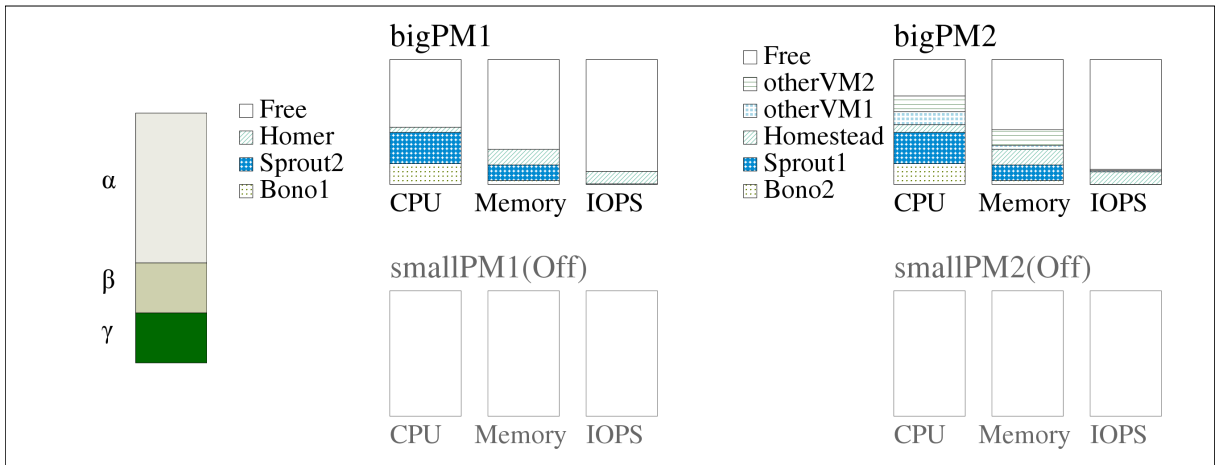 α
β
γ
Free
Homer
Sprout2
Bono1
bigPM1
CPU Memory IOPS
Free
otherVM2
otherVM1
Homestead
Sprout1
Bono2
bigPM2
CPU Memory IOPS
smallPM1(Off)
CPU Memory IOPS
smallPM2(Off)
CPU Memory IOPS